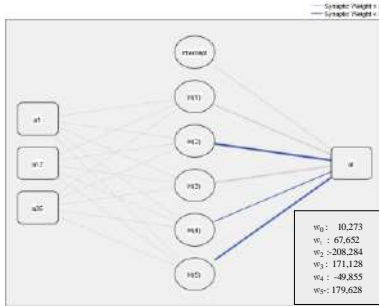 Synaptic Weight >
Synaptic Weight <
Intercept
H(1)
H(2)
H(3)
H(4)
H(5)
w₀ : 10,273
w₁ : 67,652
w₂ :-208,284
w₃ : 171,128
w₄ : -49,855
w₅-: 179,628